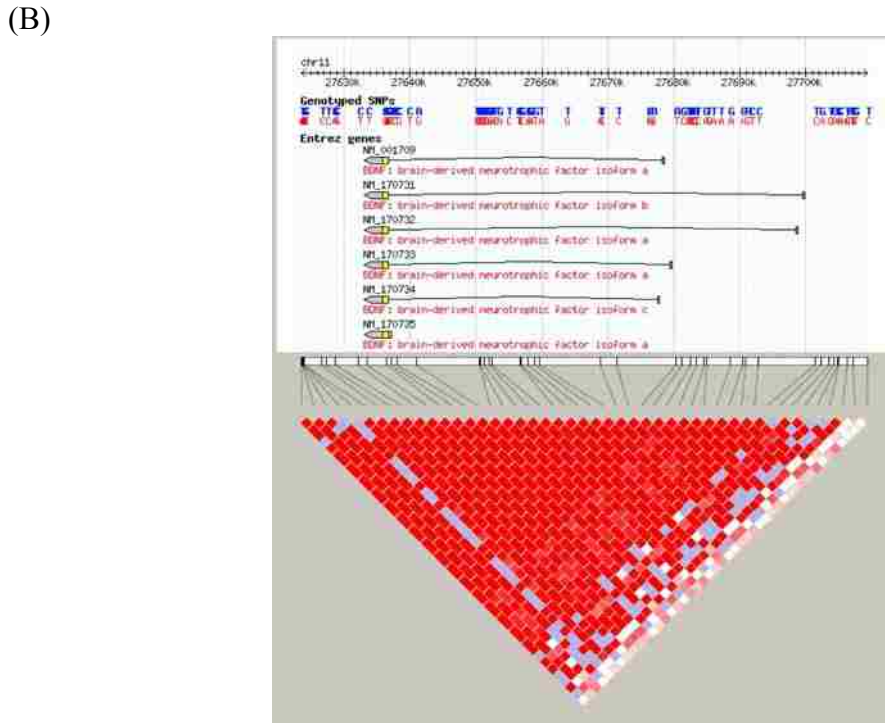 (B)
chr11
27630k 27640k 27650k 27660k 27670k 27680k 27690k 27700k
Genotyped SNPs
Entrez genes
NM_001709
BDNF: brain-derived neurotrophic factor isoform a
NM_170731
BDNF: brain-derived neurotrophic factor isoform b
NM_170732
BDNF: brain-derived neurotrophic factor isoform a
NM_170733
BDNF: brain-derived neurotrophic factor isoform a
NM_170734
BDNF: brain-derived neurotrophic factor isoform c
NM_170735
BDNF: brain-derived neurotrophic factor isoform a